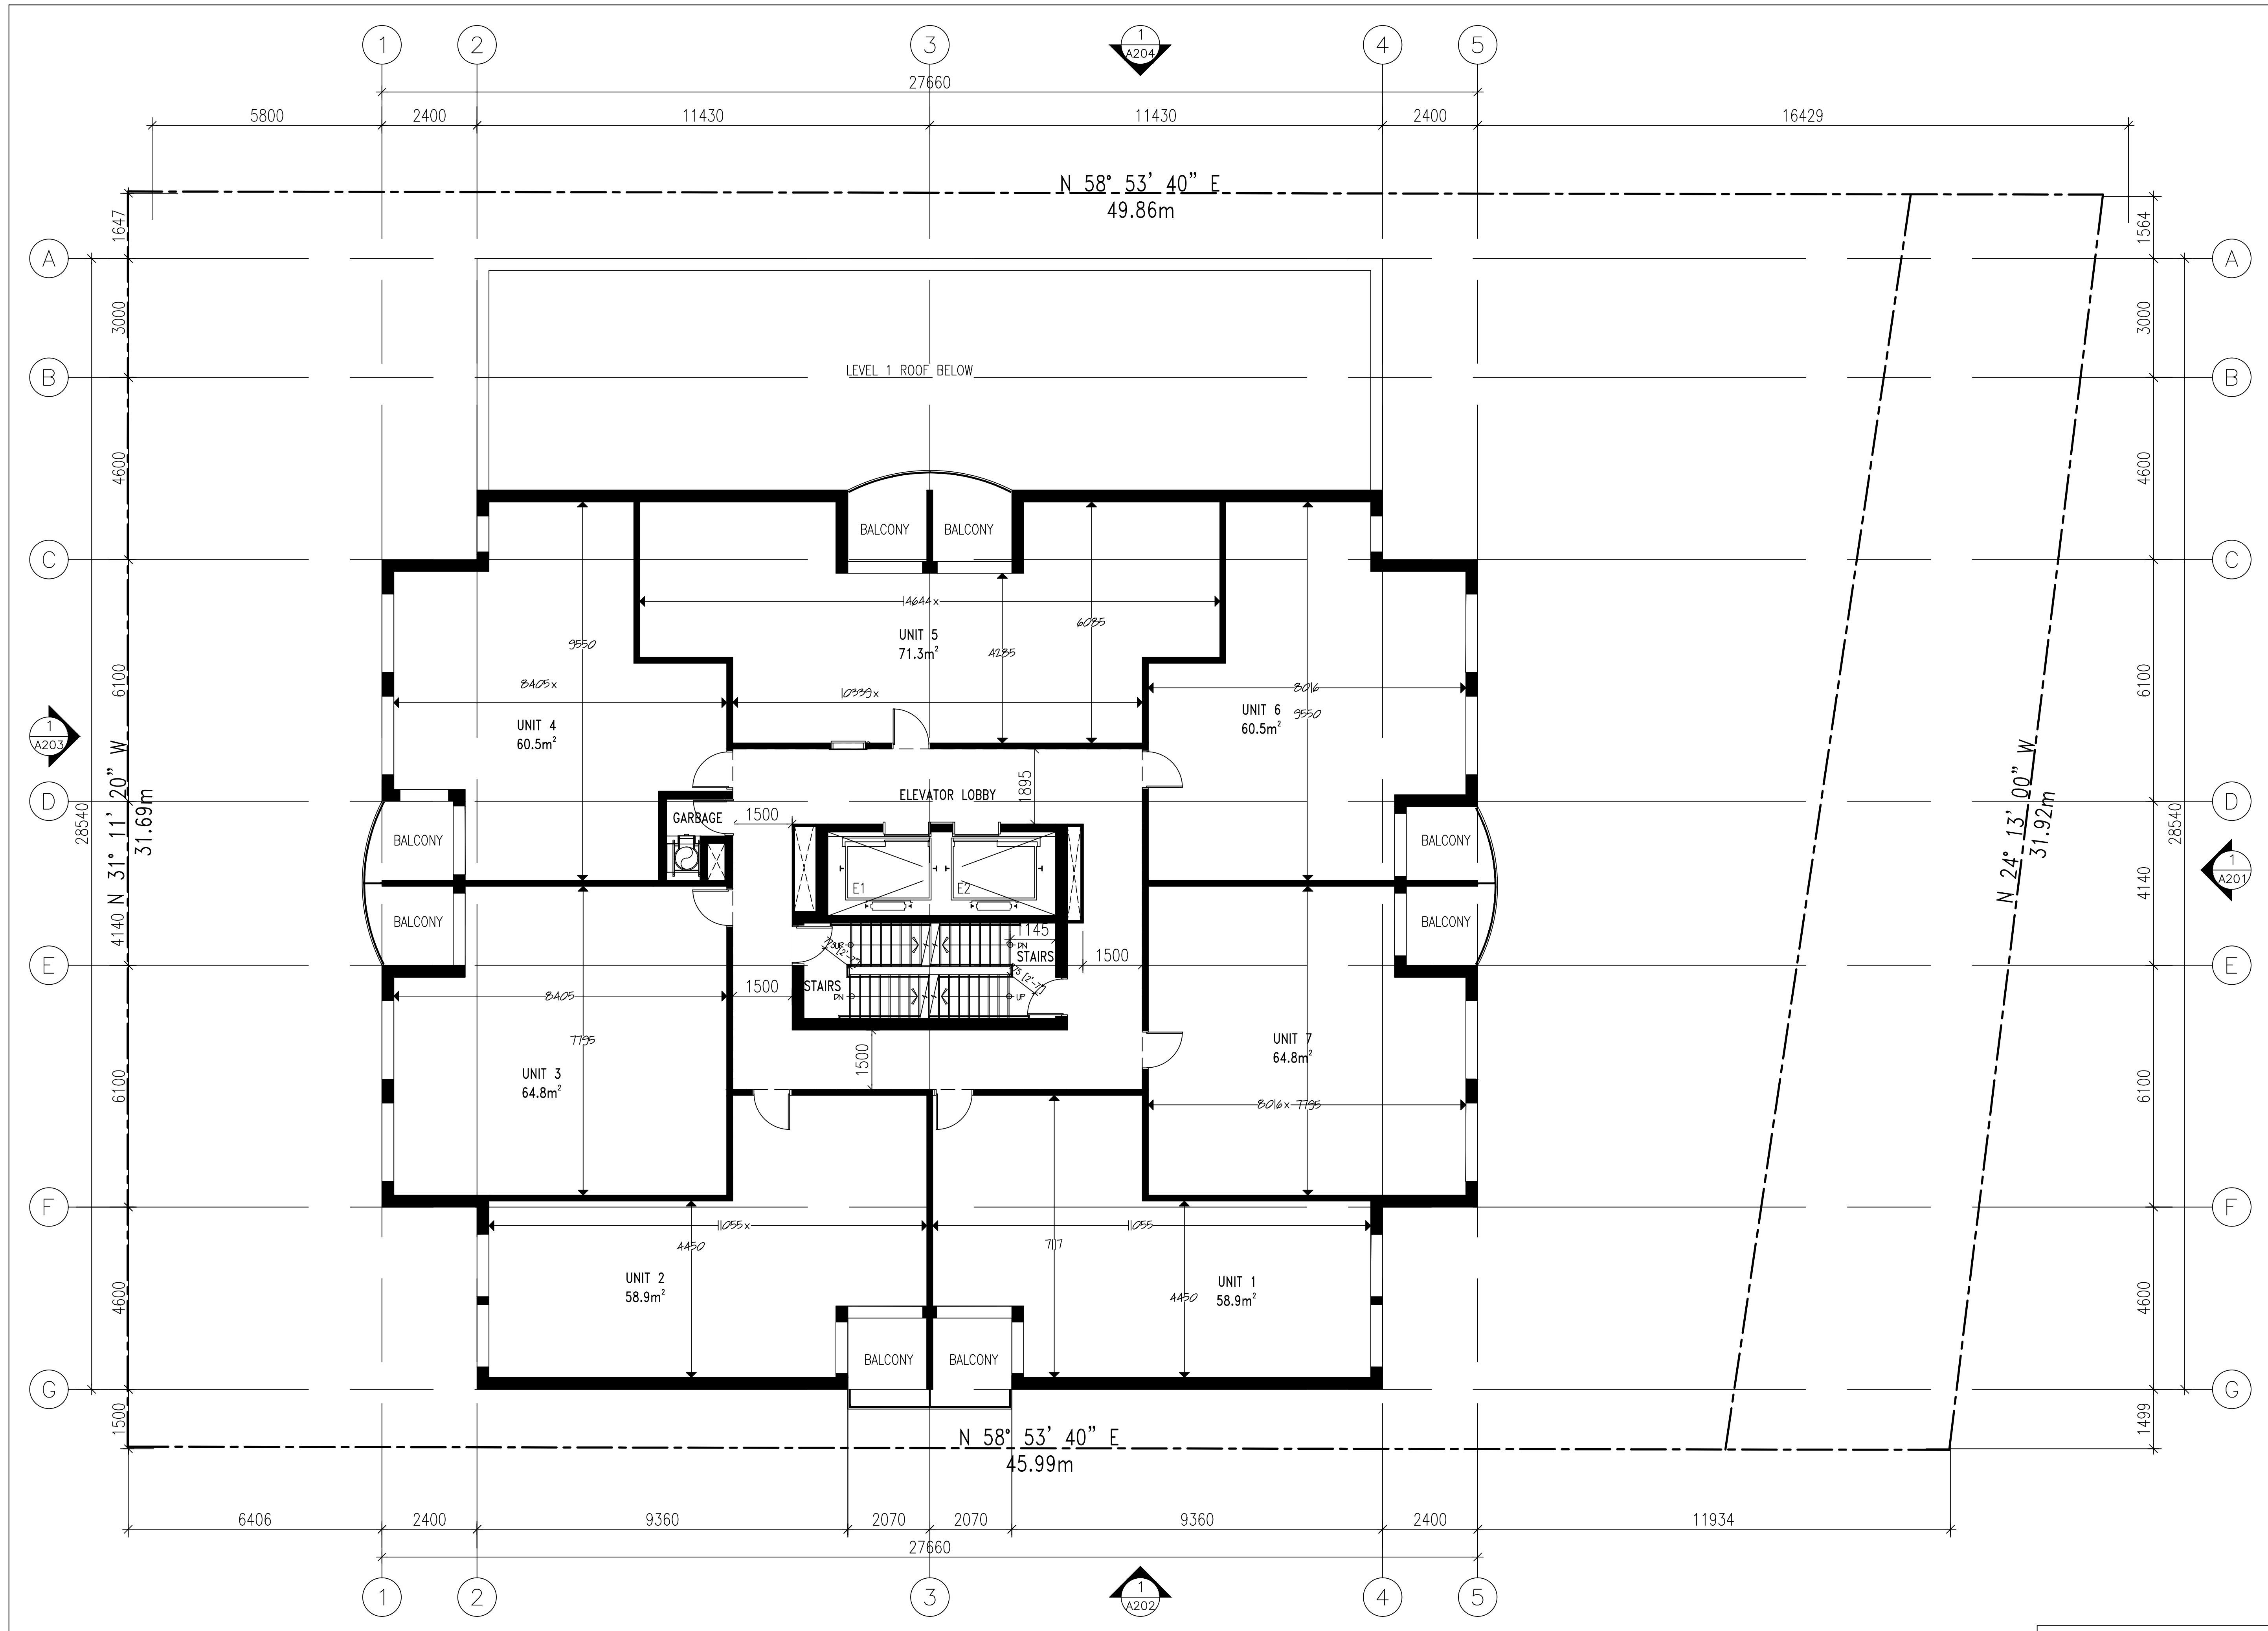 1 2 3 4 5
1
A204
27660
5800 2400 11430 11430 2400 16429
N 58° 53' 40" E
49.86m
1647 1564
A A
3000 3000
B B
LEVEL 1 ROOF BELOW
4600 4600
BALCONY BALCONY
C C
14644x
6085
UNIT 5
71.3m²
4285
9550
6100 6100
8405x 10339x 8016
UNIT 4
60.5m²
UNIT 6
60.5m²
9550
1
A203
N 31° 11' 20" W
31.69m
N 24° 13' 00" W
31.92m
1895
ELEVATOR LOBBY
D D
28540 28540
GARBAGE
1500
BALCONY BALCONY
E1 E2
1
A201
4140 4140
BALCONY BALCONY
1145
UP DN
STAIRS
1500
E E
1500
STAIRS
DN UP
8405
7795
1500
UNIT 7
64.8m²
UNIT 3
64.8m²
6100 6100
8016x 7795
F F
11055x 11055
4450 7117
UNIT 2
58.9m²
UNIT 1
58.9m²
4450
4600 4600
BALCONY BALCONY
G G
1500 1499
N 58° 53' 40" E
45.99m
6406 2400 9360 2070 2070 9360 2400 11934
27660
1 2 3 4 5
1
A202